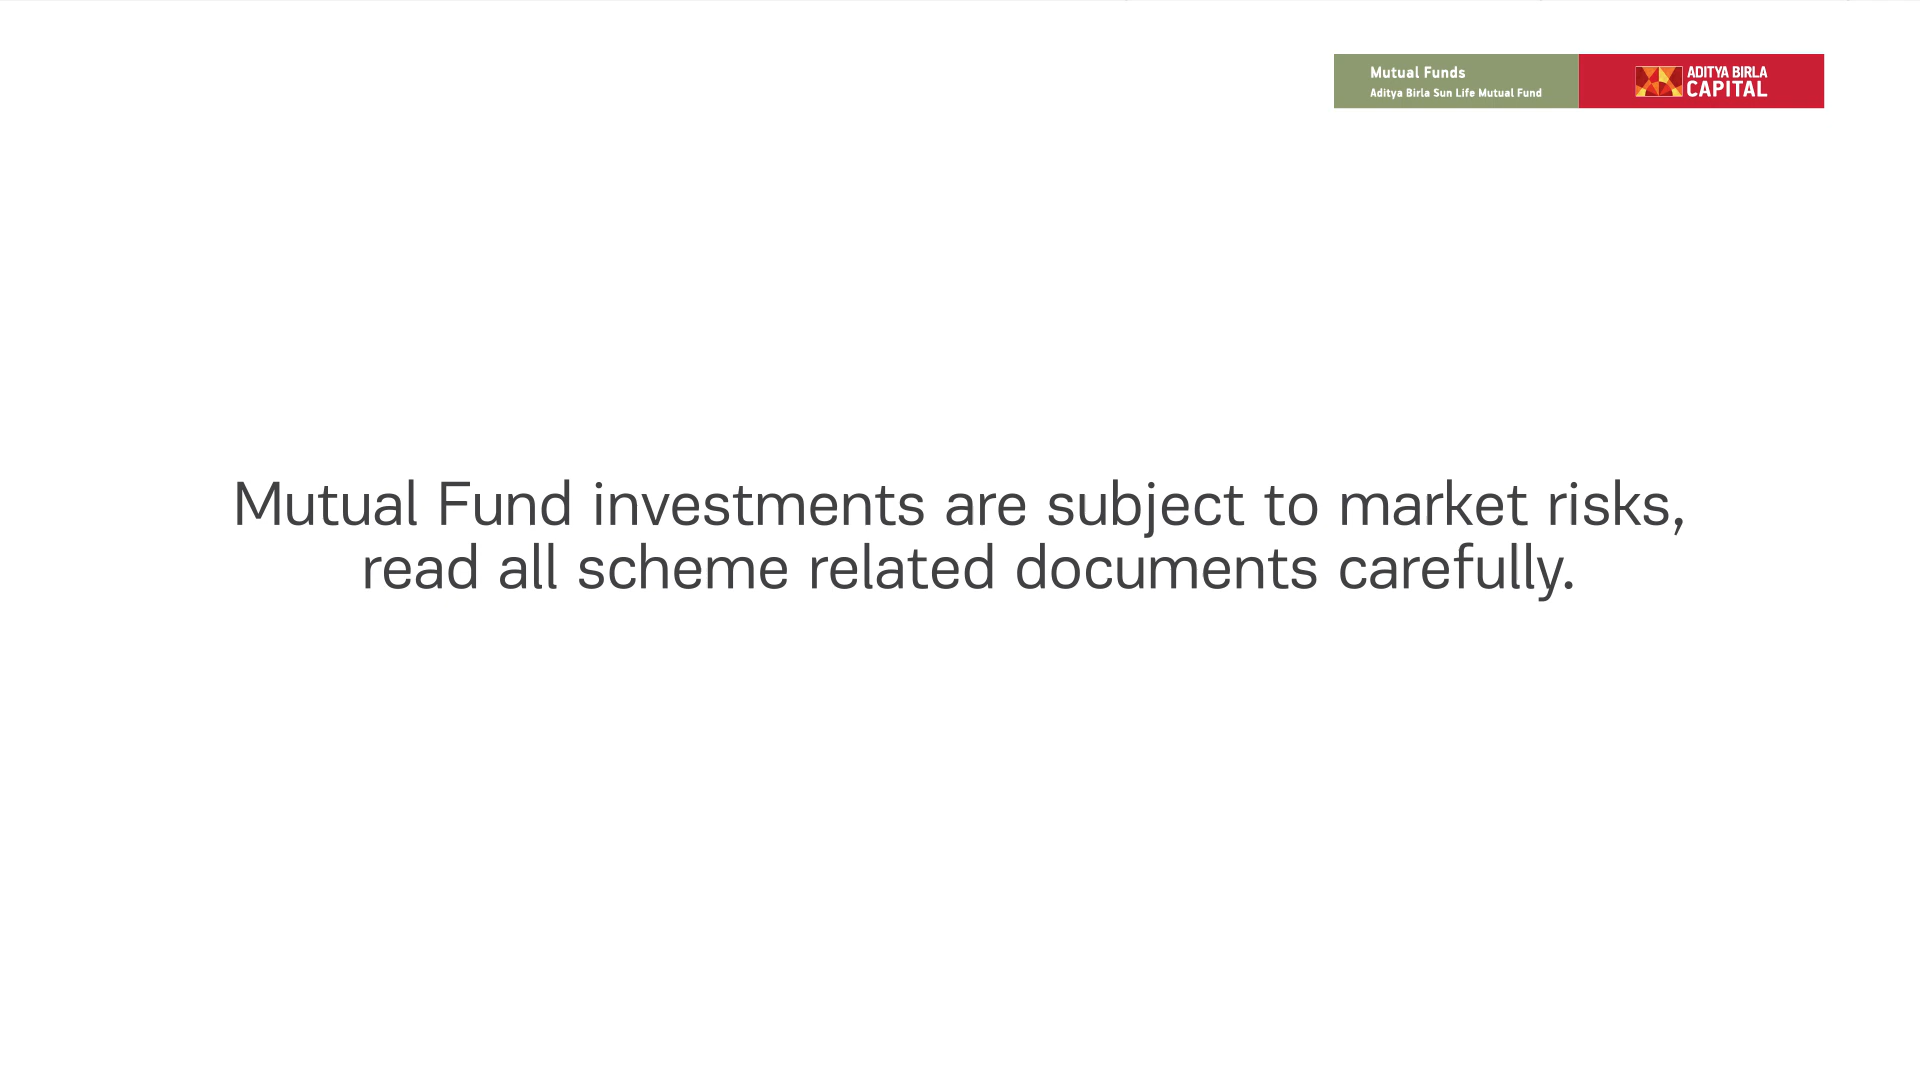 Mutual Funds
Aditya Birla Sun Life Mutual Fund
ADITYA BIRLA
CAPITAL
Mutual Fund investments are subject to market risks,
read all scheme related documents carefully.